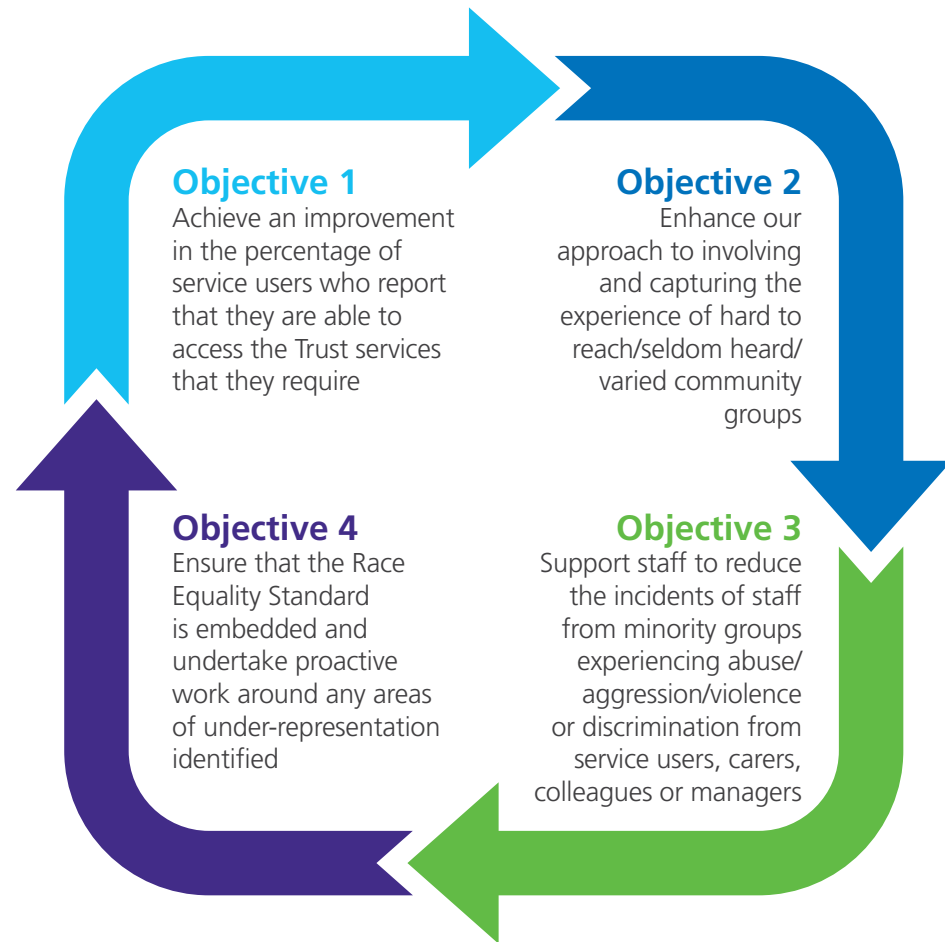 Objective 1
Achieve an improvement
in the percentage of
service users who report
that they are able to
access the Trust services
that they require
Objective 2
Enhance our
approach to involving
and capturing the
experience of hard to
reach/seldom heard/
varied community
groups
Objective 3
Support staff to reduce
the incidents of staff
from minority groups
experiencing abuse/
aggression/violence
or discrimination from
service users, carers,
colleagues or managers
Objective 4
Ensure that the Race
Equality Standard
is embedded and
undertake proactive
work around any areas
of under-representation
identified